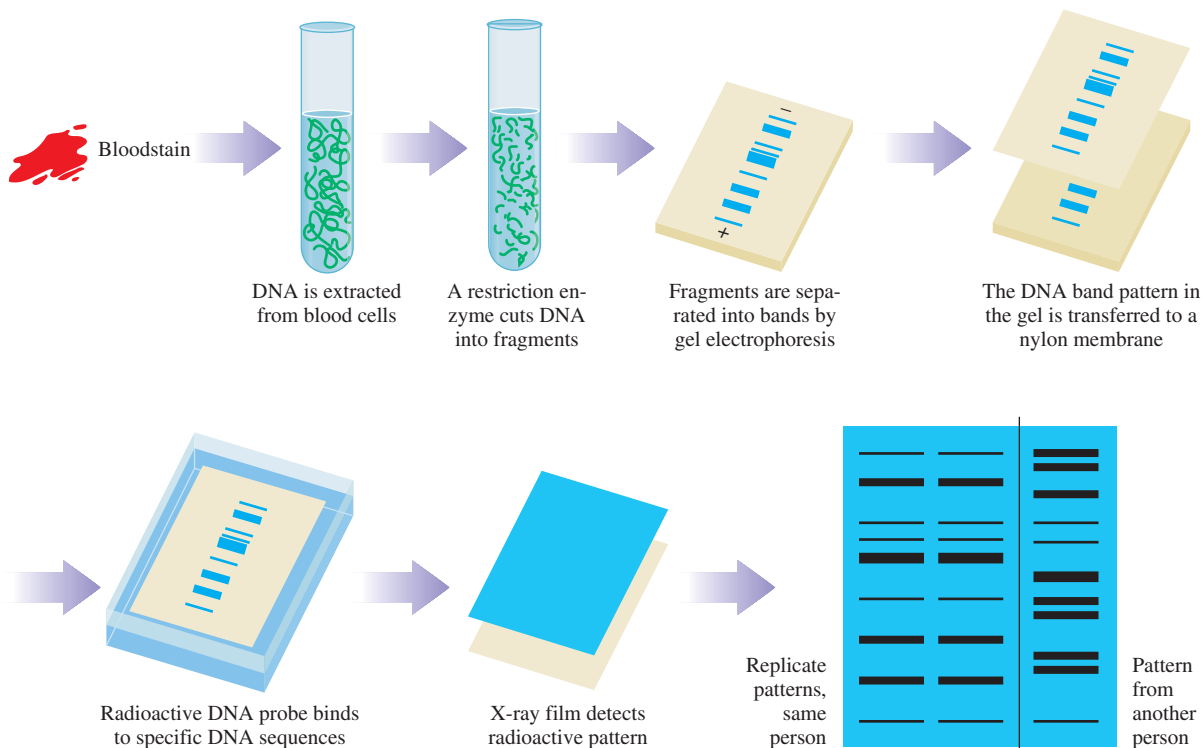 Bloodstain
DNA is extracted
from blood cells
A restriction en-
zyme cuts DNA
into fragments
−
+
Fragments are sepa-
rated into bands by
gel electrophoresis
The DNA band pattern in
the gel is transferred to a
nylon membrane
Radioactive DNA probe binds
to specific DNA sequences
X-ray film detects
radioactive pattern
Replicate
patterns,
same
person
Pattern
from
another
person